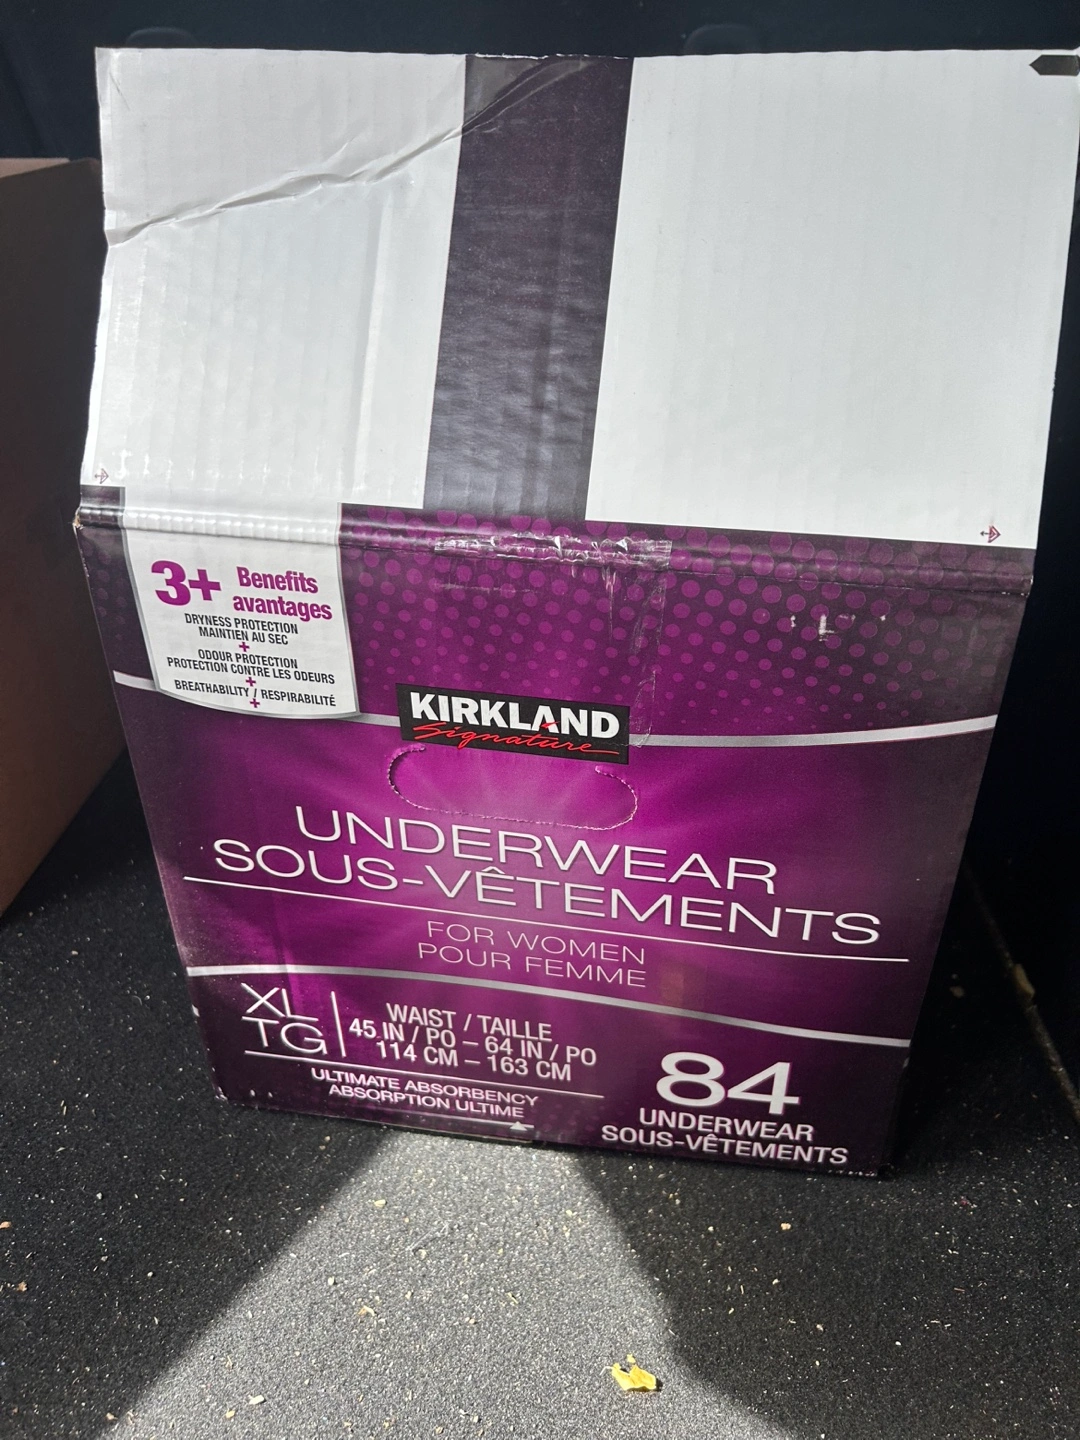 3+ Benefits
avantages
DRYNESS PROTECTION
MAINTIEN AU SEC
+
ODOUR PROTECTION
PROTECTION CONTRE LES ODEURS
+
BREATHABILITY / RESPIRABILITÉ
+
KIRKLAND
Signature
UNDERWEAR
SOUS-VÊTEMENTS
FOR WOMEN
POUR FEMME
XL
TG
WAIST / TAILLE
45 IN / PO – 64 IN / PO
114 CM – 163 CM
ULTIMATE ABSORBENCY
ABSORPTION ULTIME
84
UNDERWEAR
SOUS-VÊTEMENTS